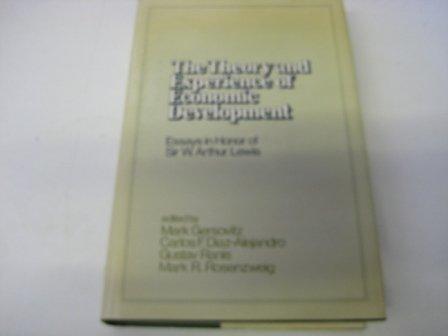 The Theory and
Experience of
Economic
Development
Essays in Honor of
Sir W. Arthur Lewis
edited by
Mark Gersovitz
Carlos F. Diaz-Alejandro
Gustav Ranis
Mark R. Rosenzweig